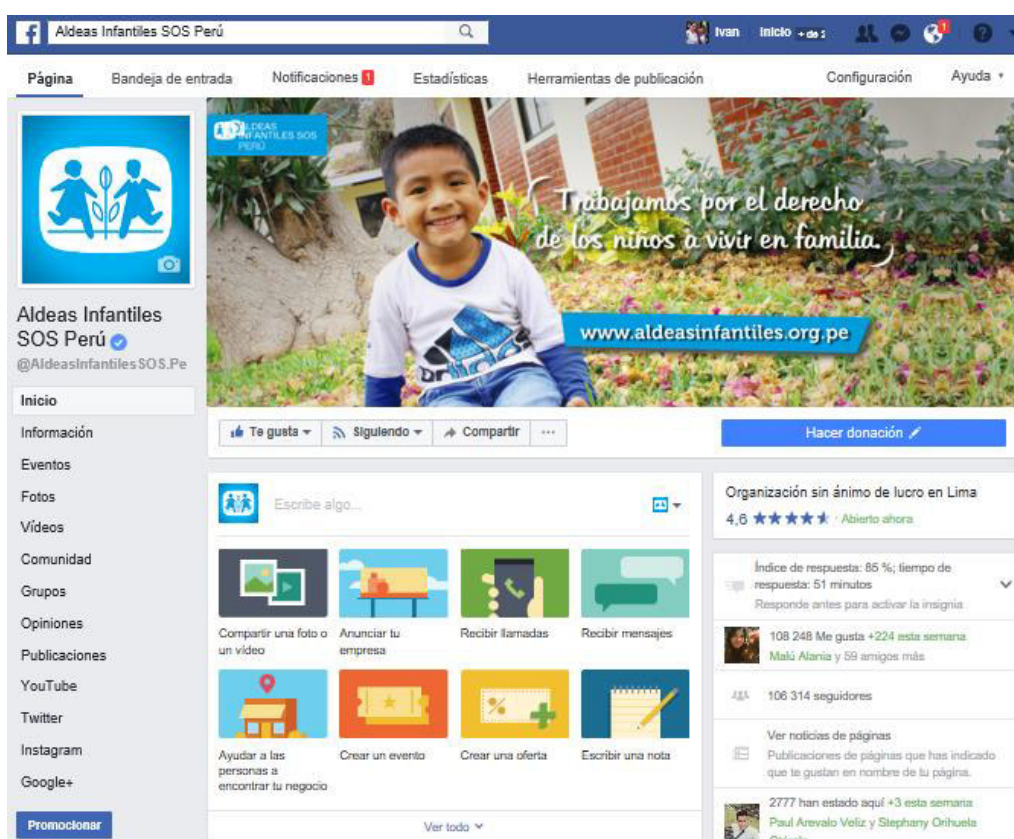 Aldeas Infantiles SOS Perú
Ivan
Inicio
+ de
Página
Bandeja de entrada
Notificaciones 1
Estadísticas
Herramientas de publicación
Configuración
Ayuda
ALDEAS
INFANTILES SOS
PERÚ
Trabajamos por el derecho
de los niños a vivir en familia.
www.aldeasinfantiles.org.pe
Aldeas Infantiles
SOS Perú
@AldeasInfantilesSOS.Pe
Inicio
Información
Eventos
Fotos
Vídeos
Comunidad
Grupos
Opiniones
Publicaciones
YouTube
Twitter
Instagram
Google+
Promocionar
Te gusta
Siguiendo
Compartir
...
Hacer donación
Escribe algo...
Compartir una foto o
un vídeo
Anunciar tu
empresa
Recibir llamadas
Recibir mensajes
Ayudar a las
personas a
encontrar tu negocio
Crear un evento
Crear una oferta
Escribir una nota
Ver todo
Organización sin ánimo de lucro en Lima
4,6 ★★★★★ · Abierto ahora
Índice de respuesta: 85 %; tiempo de
respuesta: 51 minutos
Responde antes para activar la insignia
108 248 Me gusta +224 esta semana
Malú Alania y 59 amigos más
106 314 seguidores
Ver noticias de páginas
Publicaciones de páginas que has indicado
que te gustan en nombre de tu página.
2777 han estado aquí +3 esta semana
Paul Arevalo Veliz y Stephany Orihuela